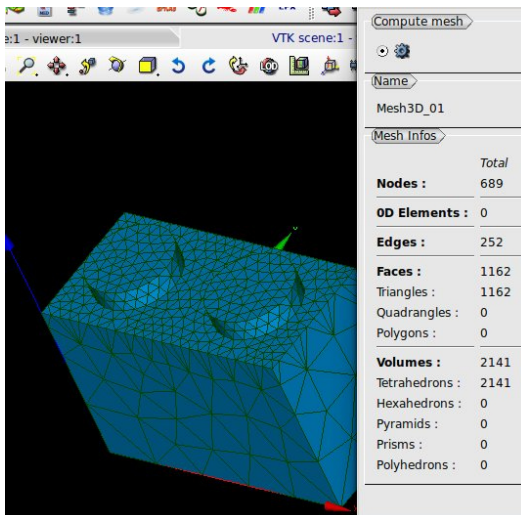 e:1 - viewer:1
VTK scene:1 -
Compute mesh
Name
Mesh3D_01
Mesh Infos
Total
Nodes : 689
0D Elements : 0
Edges : 252
Faces : 1162
Triangles : 1162
Quadrangles : 0
Polygons : 0
Volumes : 2141
Tetrahedrons : 2141
Hexahedrons : 0
Pyramids : 0
Prisms : 0
Polyhedrons : 0